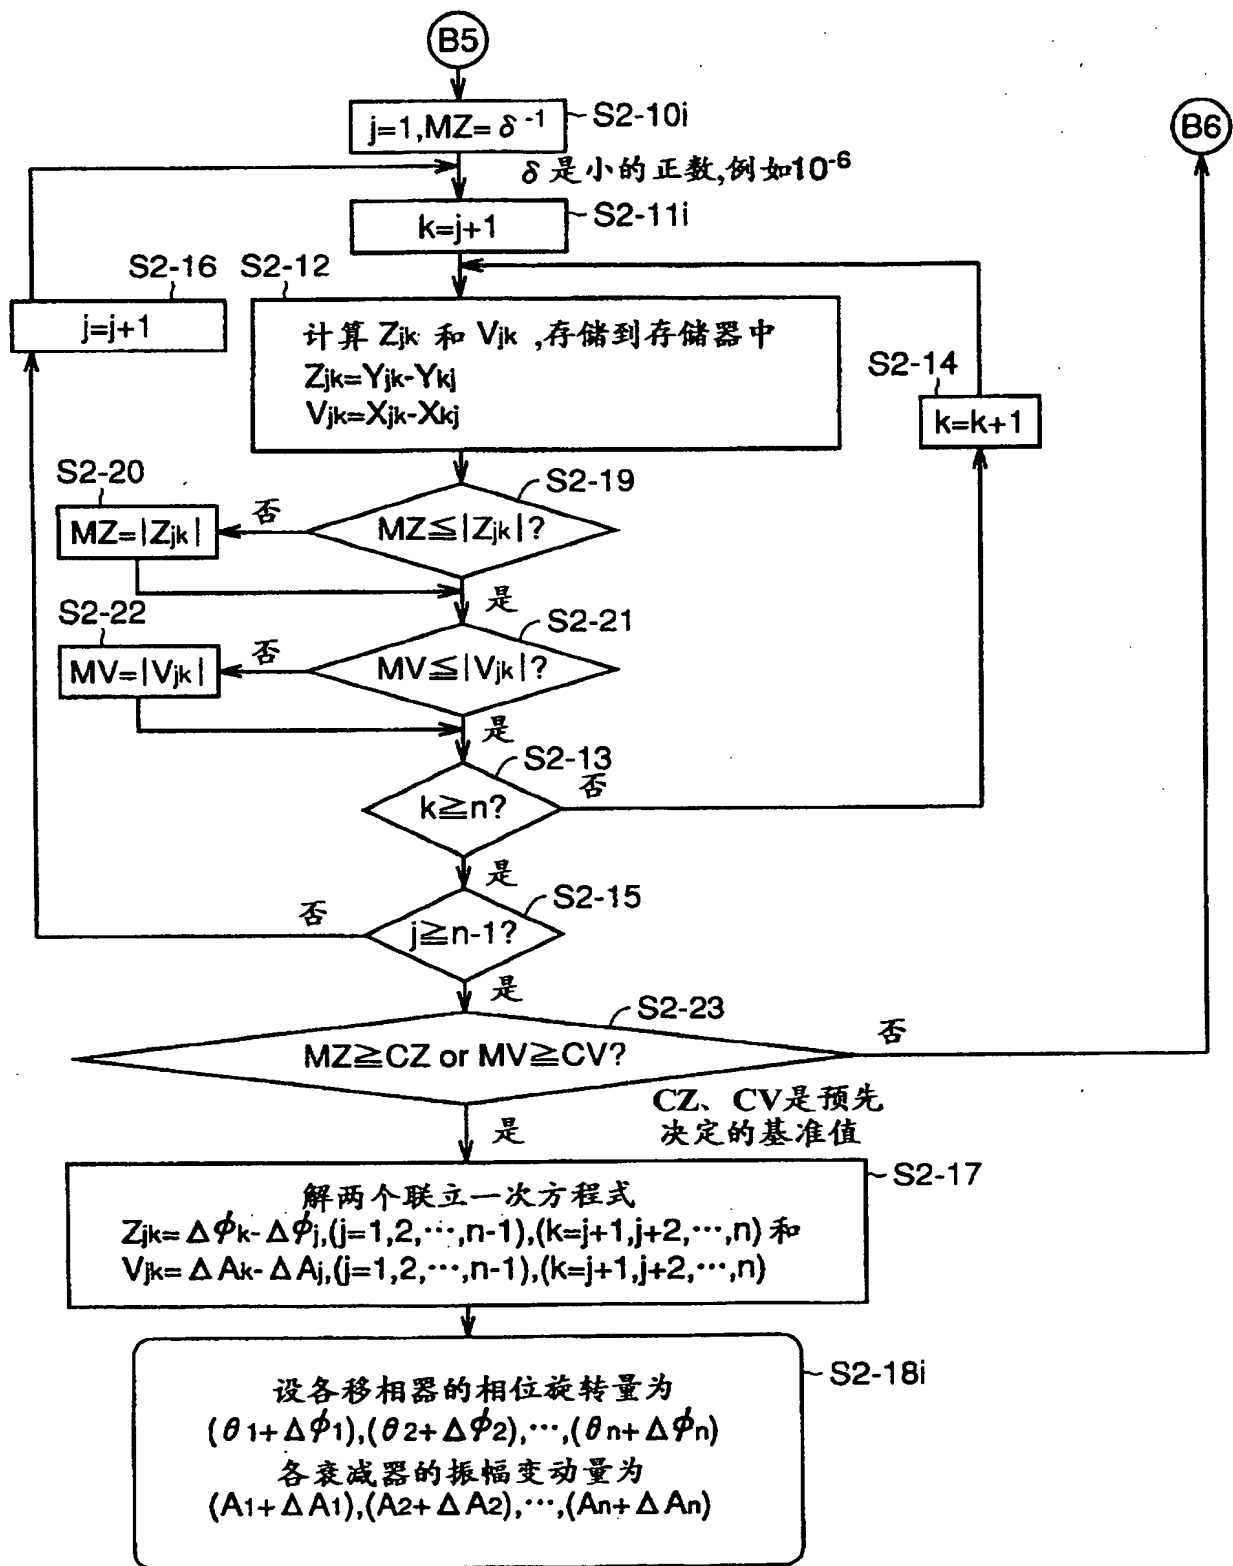 B5
j=1,MZ=δ⁻¹
S2-10i
B6
δ是小的正数,例如10⁻⁶
k=j+1
S2-11i
S2-16
j=j+1
S2-12
计算 Zjk 和 Vjk ,存储到存储器中
Zjk=Yjk-Ykj
Vjk=Xjk-Xkj
S2-14
k=k+1
S2-20
MZ=|Zjk|
否
S2-19
MZ≦|Zjk|?
是
S2-22
MV=|Vjk|
否
S2-21
MV≦|Vjk|?
是
S2-13
k≧n?
否
是
S2-15
j≧n-1?
否
是
S2-23
MZ≧CZ or MV≧CV?
否
CZ、CV是预先
决定的基准值
是
S2-17
解两个联立一次方程式
Zjk=Δϕk-Δϕj,(j=1,2,⋯,n-1),(k=j+1,j+2,⋯,n)和
Vjk=ΔAk-ΔAj,(j=1,2,⋯,n-1),(k=j+1,j+2,⋯,n)
S2-18i
设各移相器的相位旋转量为
(θ1+Δϕ1),(θ2+Δϕ2),⋯,(θn+Δϕn)
各衰减器的振幅变动量为
(A1+ΔA1),(A2+ΔA2),⋯,(An+ΔAn)